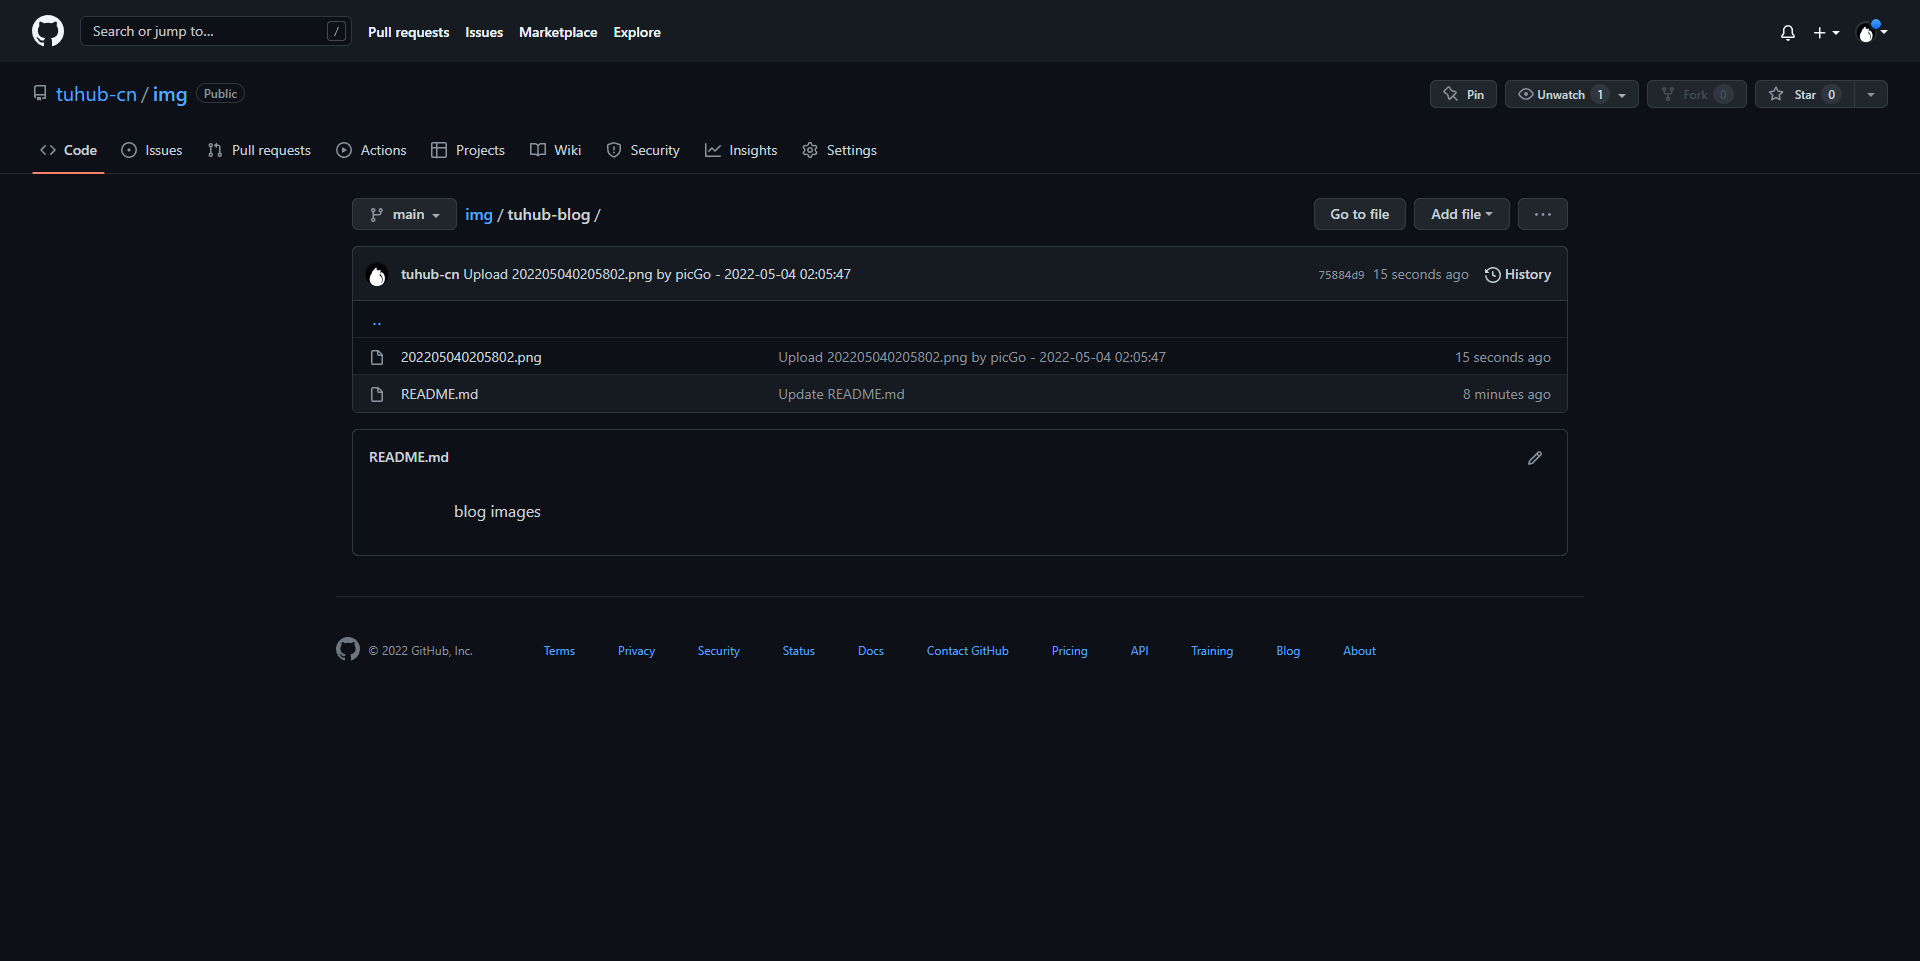 Search or jump to... / Pull requests Issues Marketplace Explore
tuhub-cn / img Public Pin Unwatch 1 Fork 0 Star 0
Code Issues Pull requests Actions Projects Wiki Security Insights Settings
main img / tuhub-blog / Go to file Add file ...
tuhub-cn Upload 202205040205802.png by picGo - 2022-05-04 02:05:47 75884d9 15 seconds ago History
..
202205040205802.png Upload 202205040205802.png by picGo - 2022-05-04 02:05:47 15 seconds ago
README.md Update README.md 8 minutes ago
README.md
blog images
© 2022 GitHub, Inc. Terms Privacy Security Status Docs Contact GitHub Pricing API Training Blog About